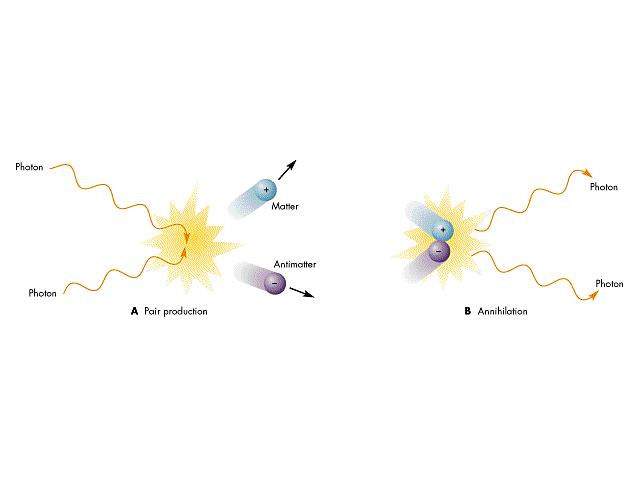 Photon
+
Matter
Antimatter
−
Photon
A Pair production
+
−
Photon
Photon
B Annihilation